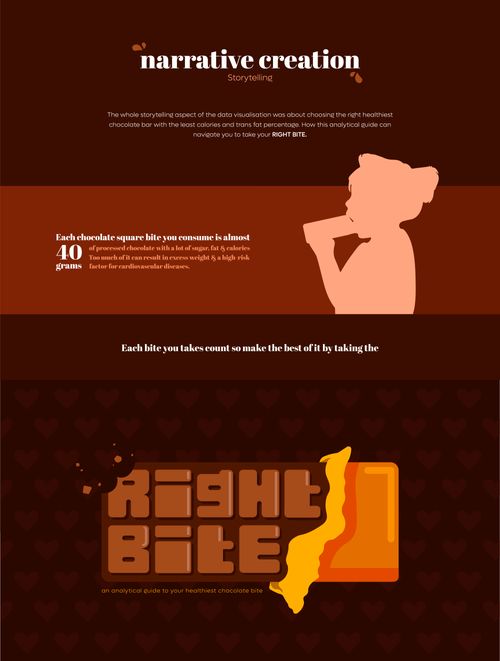 narrative creation
Storytelling
The whole storytelling aspect of the data visualisation was about choosing the right healthiest
chocolate bar with the least calories and trans fat percentage. How this analytical guide can
navigate you to take your RIGHT BITE.
Each chocolate square bite you consume is almost
40 grams
of processed chocolate with a lot of sugar, fat & calories
Too much of it can result in excess weight & a high-risk
factor for cardiovascular diseases.
Each bite you takes count so make the best of it by taking the
RiGHt
BitE
an analytical guide to your healthiest chocolate bite